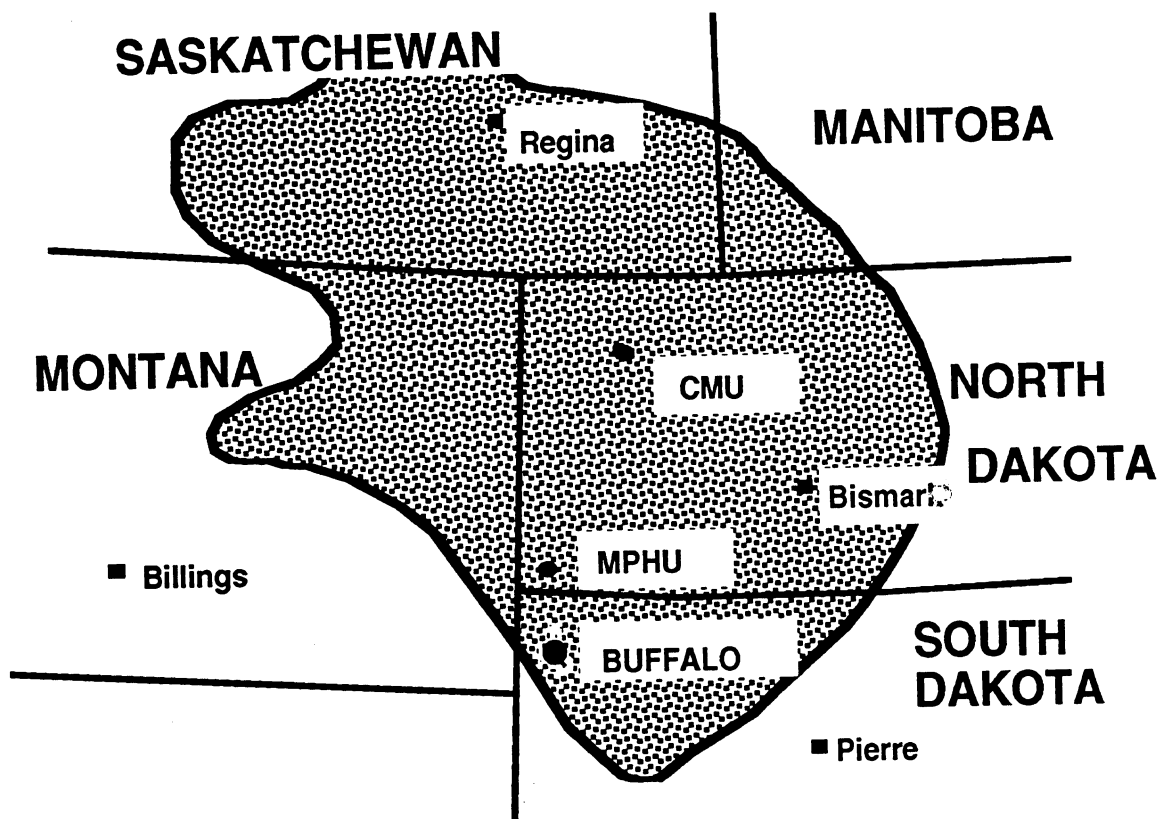 SASKATCHEWAN
MANITOBA
Regina
MONTANA
CMU
NORTH
DAKOTA
Billings
MPHU
BUFFALO
SOUTH
DAKOTA
Pierre